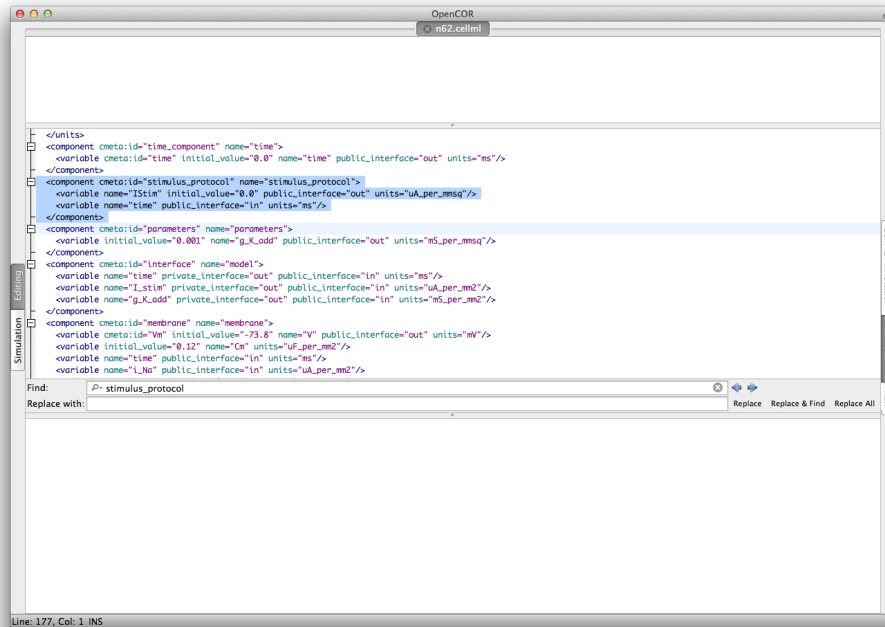 OpenCOR
n62.cellml
</units>
<component cmeta:id="time_component" name="time">
<variable cmeta:id="time" initial_value="0.0" name="time" public_interface="out" units="ms"/>
</component>
<component cmeta:id="stimulus_protocol" name="stimulus_protocol">
<variable name="IStim" initial_value="0.0" public_interface="out" units="uA_per_mmsq"/>
<variable name="time" public_interface="in" units="ms"/>
</component>
<component cmeta:id="parameters" name="parameters">
<variable initial_value="0.001" name="g_K_add" public_interface="out" units="mS_per_mmsq"/>
</component>
<component cmeta:id="interface" name="model">
<variable name="time" private_interface="out" public_interface="in" units="ms"/>
<variable name="I_stim" private_interface="out" public_interface="in" units="uA_per_mm2"/>
<variable name="g_K_add" private_interface="out" public_interface="in" units="mS_per_mm2"/>
</component>
<component cmeta:id="membrane" name="membrane">
<variable cmeta:id="Vm" initial_value="-73.8" name="V" public_interface="out" units="mV"/>
<variable initial_value="0.12" name="Cm" public_interface="out" units="uF_per_mm2"/>
<variable name="time" public_interface="in" units="ms"/>
<variable name="i_Na" public_interface="in" units="uA_per_mm2"/>
Editing
Simulation
Find:
stimulus_protocol
Replace with:
Replace Replace & Find Replace All
Line: 177, Col: 1 INS